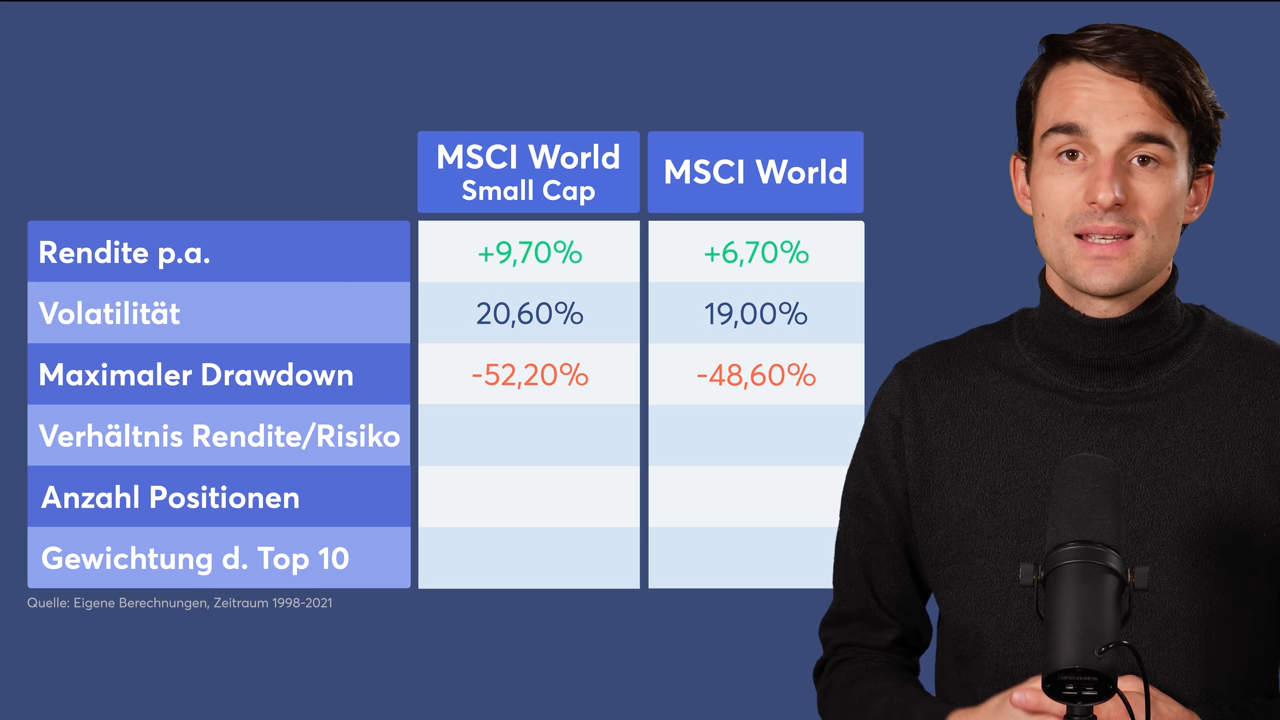 MSCI World
Small Cap
MSCI World
Rendite p.a.
+9,70%
+6,70%
Volatilität
20,60%
19,00%
Maximaler Drawdown
-52,20%
-48,60%
Verhältnis Rendite/Risiko
Anzahl Positionen
Gewichtung d. Top 10
Quelle: Eigene Berechnungen, Zeitraum 1998-2021